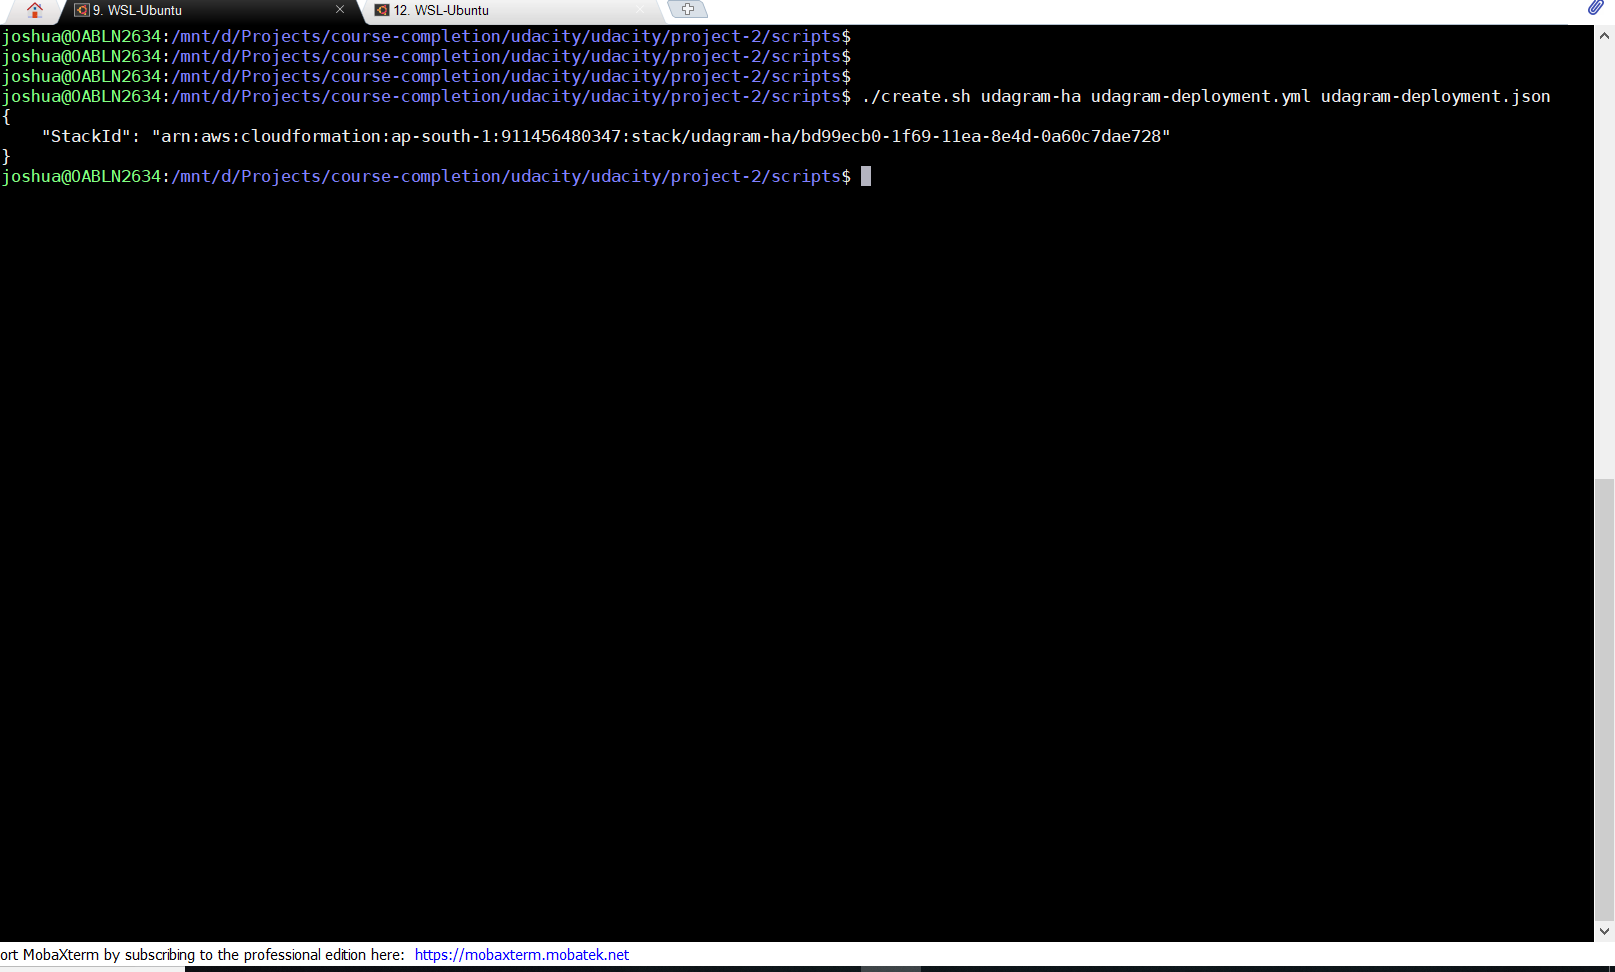 9. WSL-Ubuntu
12. WSL-Ubuntu
joshua@OABLN2634:/mnt/d/Projects/course-completion/udacity/udacity/project-2/scripts$
joshua@OABLN2634:/mnt/d/Projects/course-completion/udacity/udacity/project-2/scripts$
joshua@OABLN2634:/mnt/d/Projects/course-completion/udacity/udacity/project-2/scripts$
joshua@OABLN2634:/mnt/d/Projects/course-completion/udacity/udacity/project-2/scripts$ ./create.sh udagram-ha udagram-deployment.yml udagram-deployment.json
{
    "StackId": "arn:aws:cloudformation:ap-south-1:911456480347:stack/udagram-ha/bd99ecb0-1f69-11ea-8e4d-0a60c7dae728"
}
joshua@OABLN2634:/mnt/d/Projects/course-completion/udacity/udacity/project-2/scripts$
ort MobaXterm by subscribing to the professional edition here: https://mobaxterm.mobatek.net